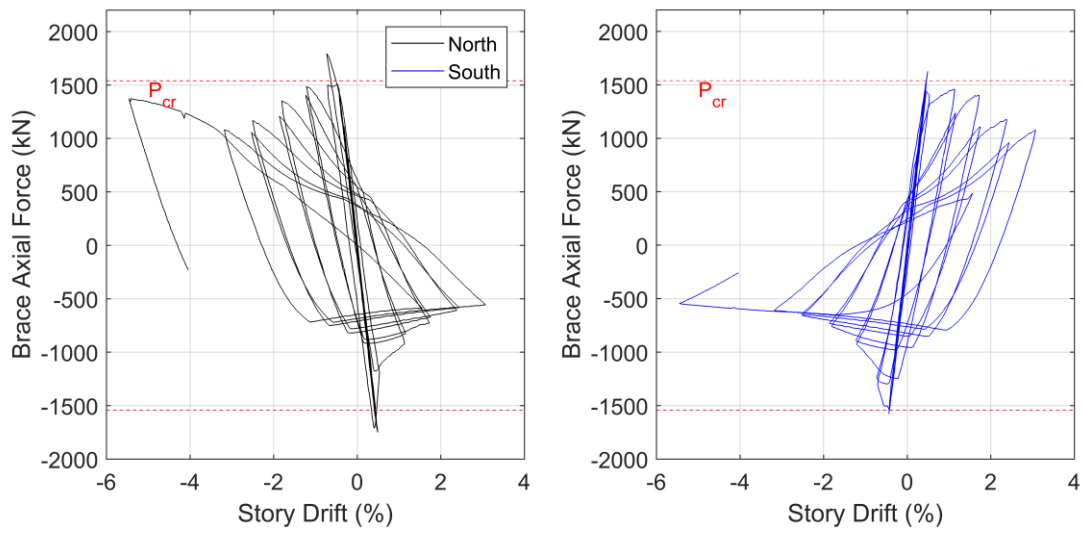 2000
1500
1000
500
0
-500
-1000
-1500
-2000
Brace Axial Force (kN)
-6 -4 -2 0 2 4
Story Drift (%)
North
South
Pcr
2000
1500
1000
500
0
-500
-1000
-1500
-2000
Brace Axial Force (kN)
-6 -4 -2 0 2 4
Story Drift (%)
Pcr